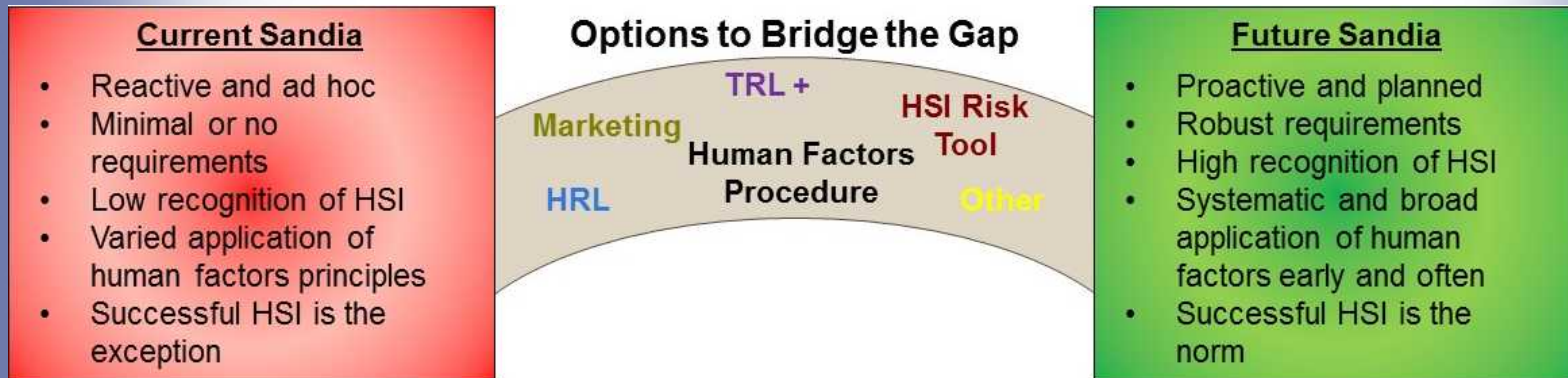 Current Sandia
• Reactive and ad hoc
• Minimal or no
requirements
• Low recognition of HSI
• Varied application of
human factors principles
• Successful HSI is the
exception
Options to Bridge the Gap
TRL +
Marketing
HSI Risk
Tool
Human Factors
Procedure
HRL
Other
Future Sandia
• Proactive and planned
• Robust requirements
• High recognition of HSI
• Systematic and broad
application of human
factors early and often
• Successful HSI is the
norm